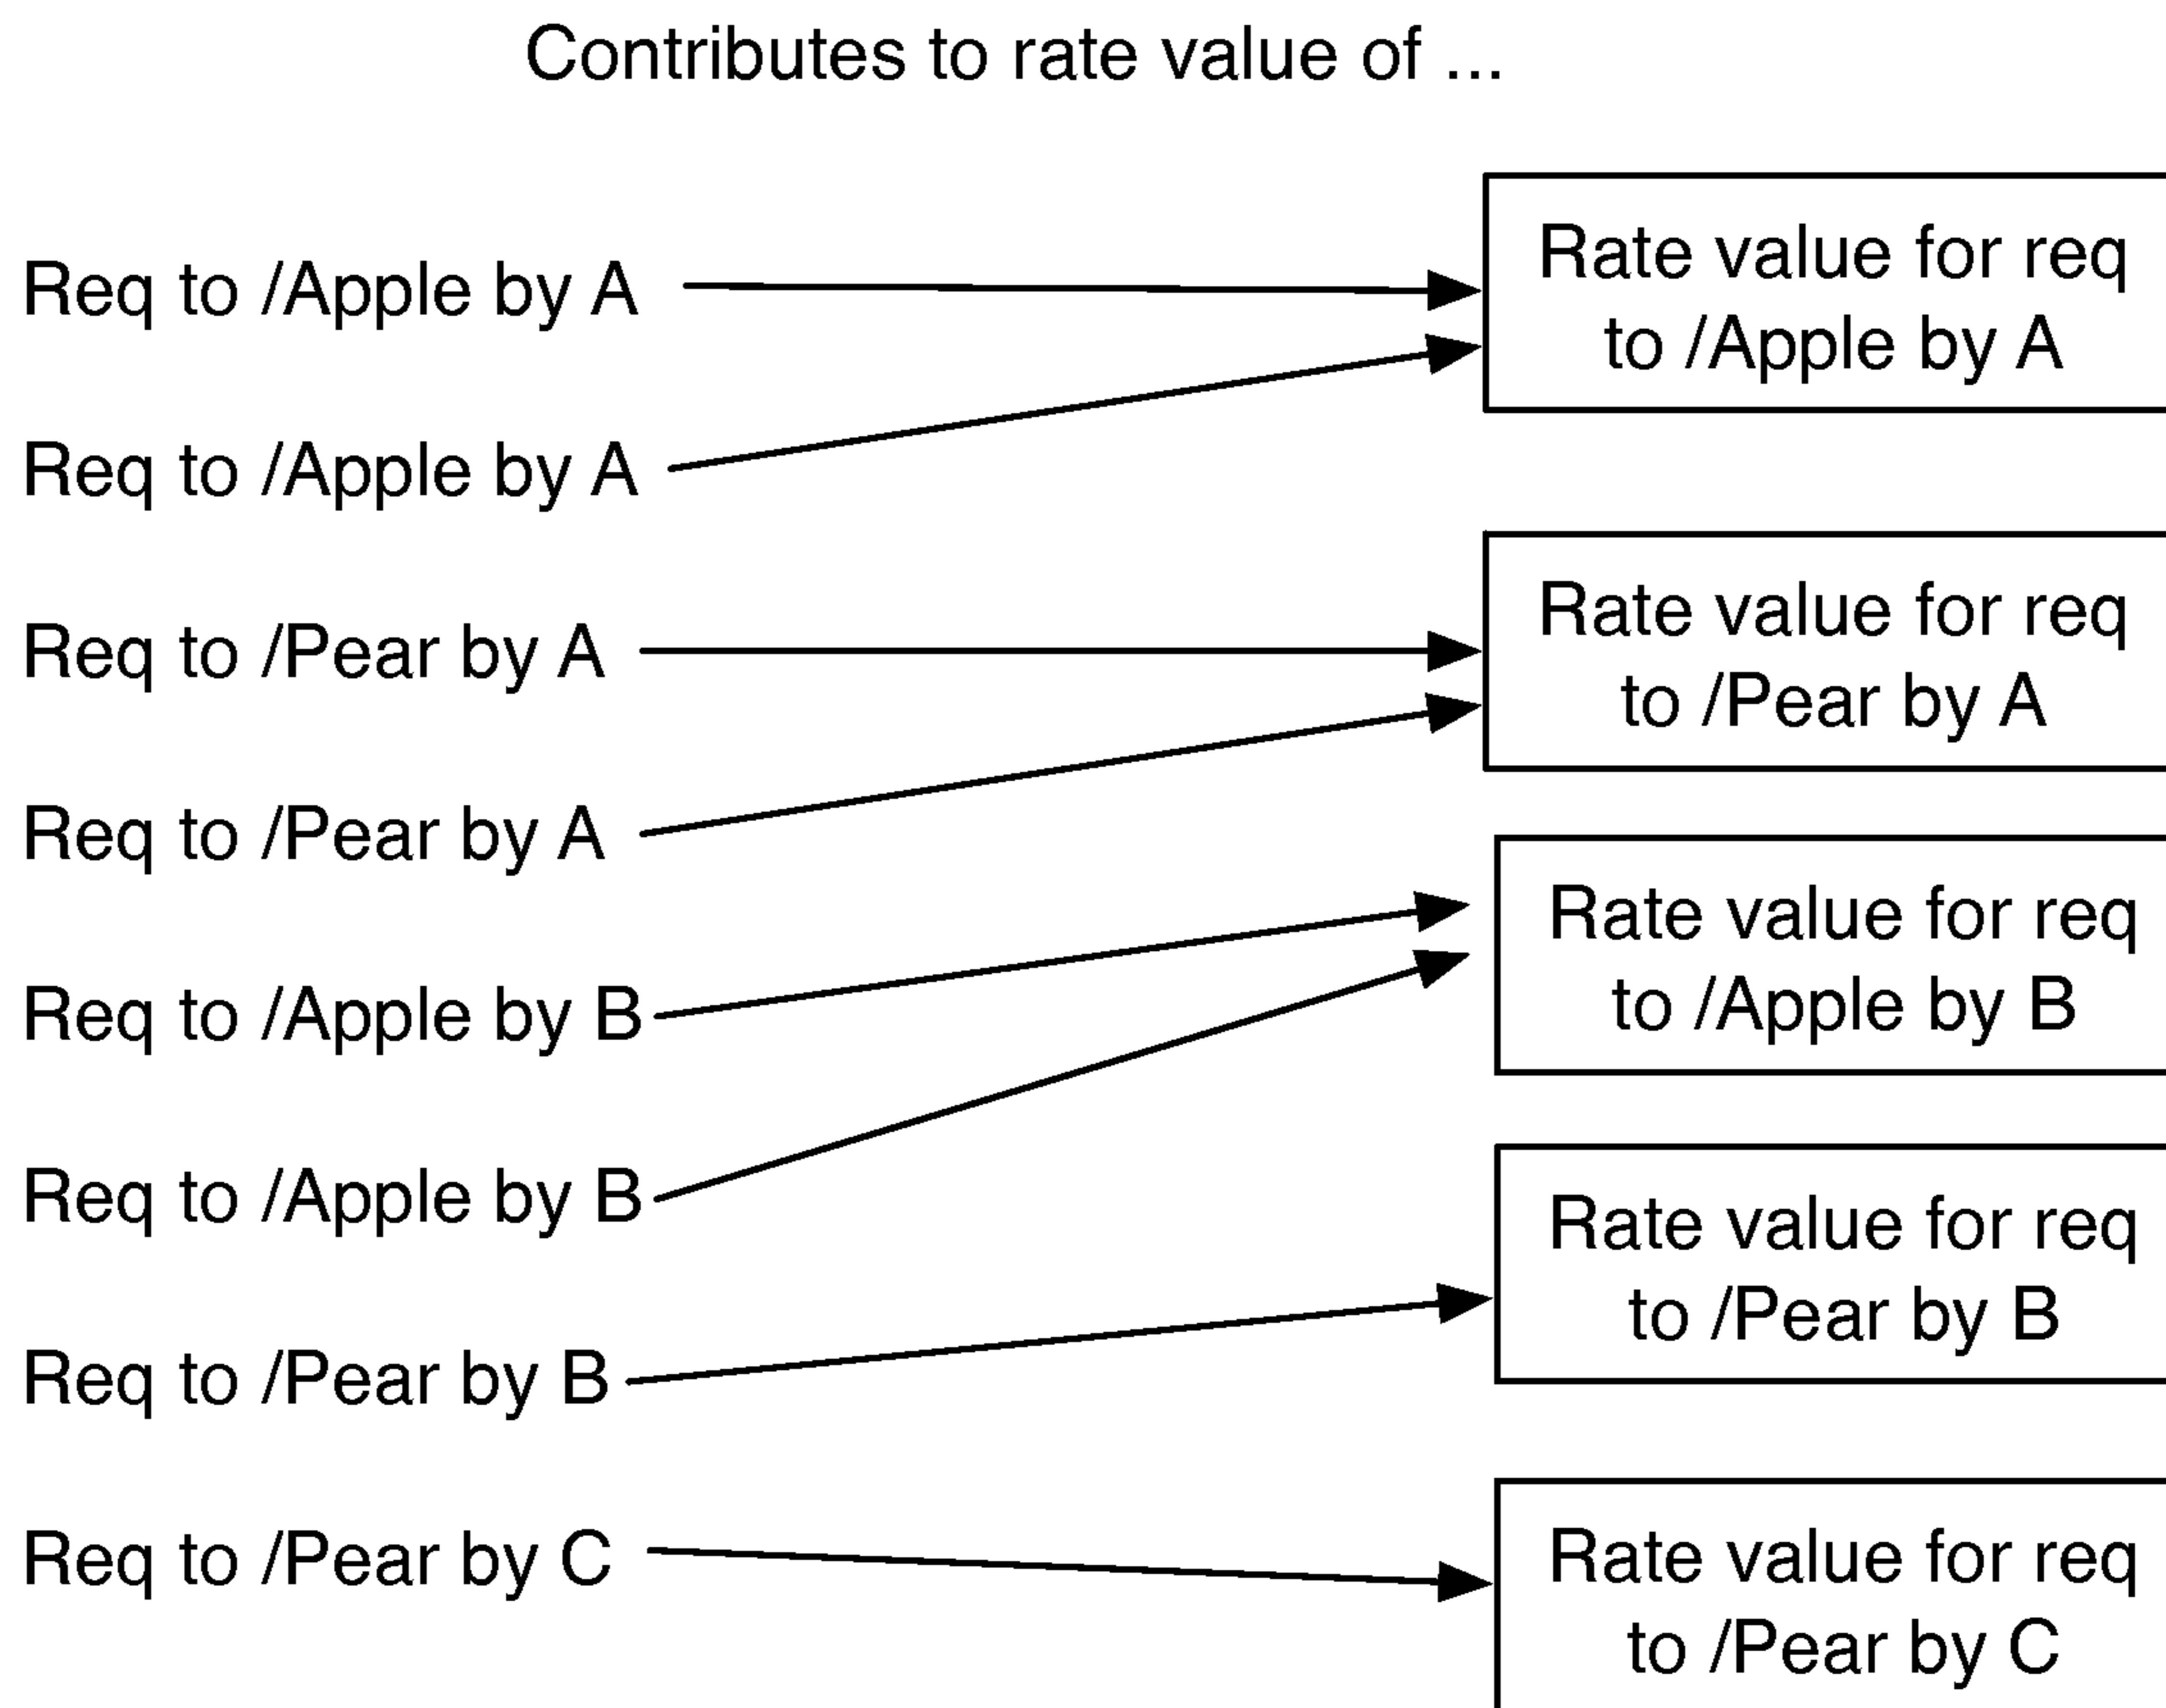 Contributes to rate value of ...
Req to /Apple by A
Rate value for req
to /Apple by A
Req to /Apple by A
Req to /Pear by A
Rate value for req
to /Pear by A
Req to /Pear by A
Req to /Apple by B
Rate value for req
to /Apple by B
Req to /Apple by B
Req to /Pear by B
Rate value for req
to /Pear by B
Req to /Pear by C
Rate value for req
to /Pear by C